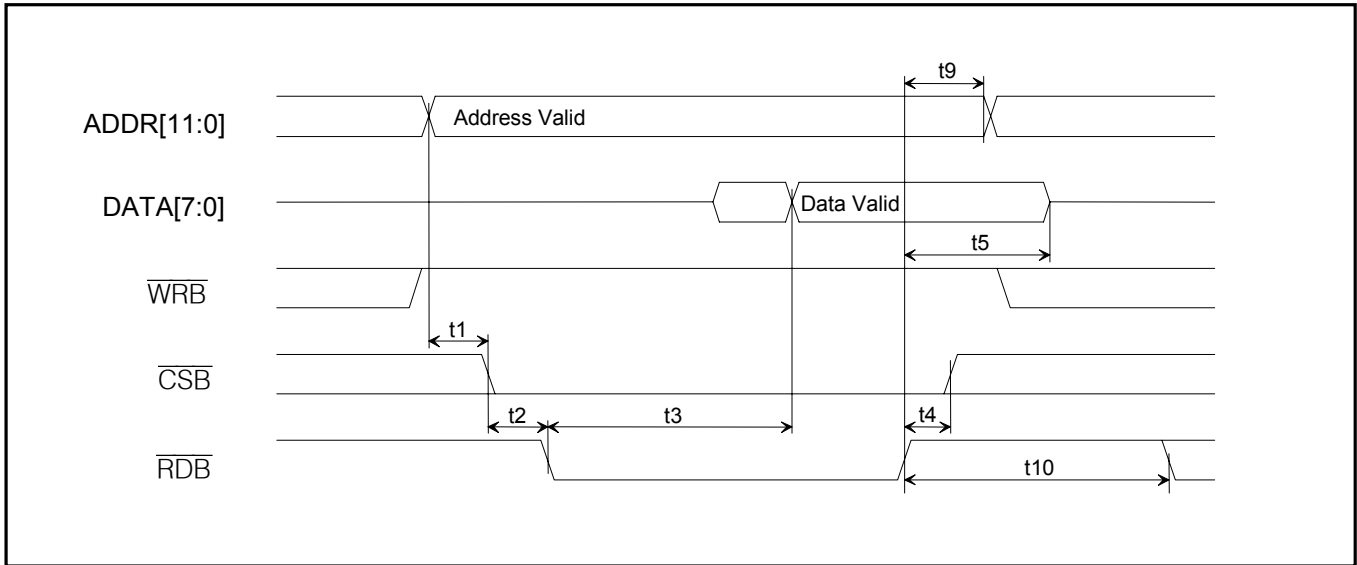 t9
ADDR[11:0] Address Valid
DATA[7:0] Data Valid
t5
WRB
t1
CSB
t2 t3 t4
RDB
t10